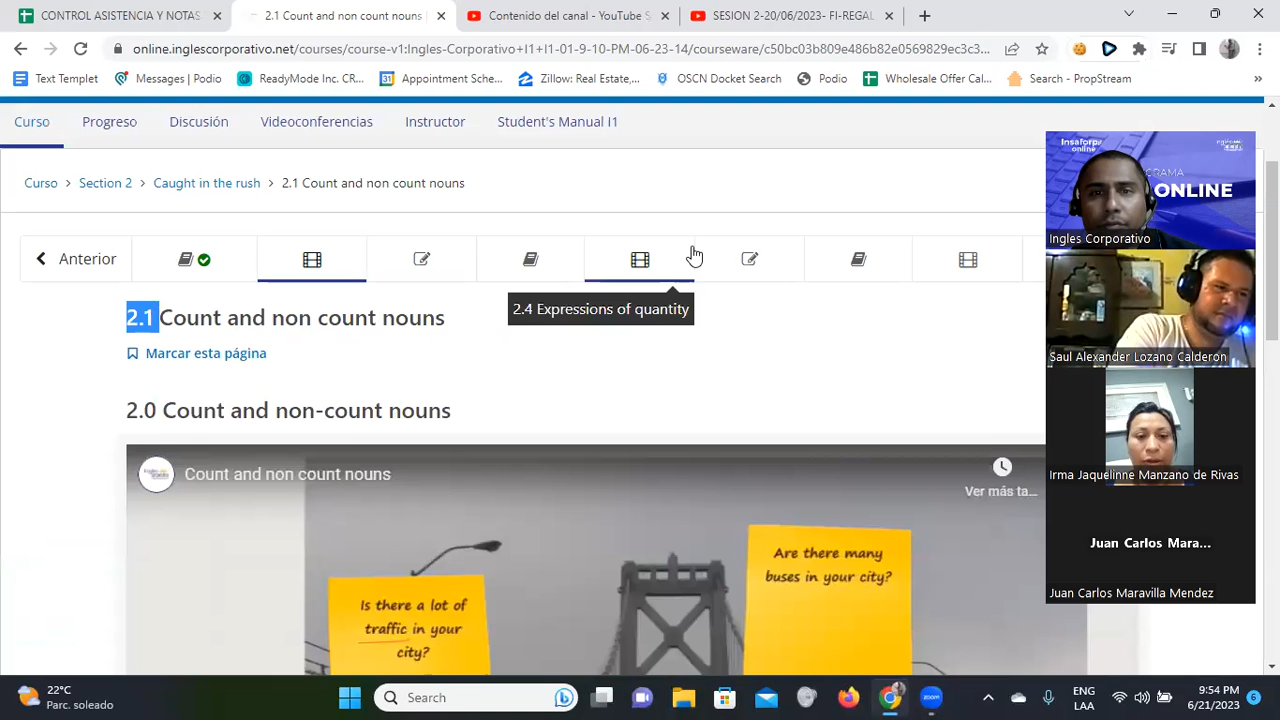 CONTROL ASISTENCIA Y NOTAS
2.1 Count and non count nouns
Contenido del canal - YouTube S
SESION 2-20/06/2023- FI-REGAL
online.inglescorporativo.net/courses/course-v1:Ingles-Corporativo+I1+I1-01-9-10-PM-06-23-14/courseware/c50bc03b809e486b82e0569829ec3c3...
Text Templet
Messages | Podio
ReadyMode Inc. CR...
Appointment Sche...
Zillow: Real Estate,...
OSCN Docket Search
Podio
Wholesale Offer Cal...
Search - PropStream
Curso
Progreso
Discusión
Videoconferencias
Instructor
Student's Manual I1
Curso > Section 2 > Caught in the rush > 2.1 Count and non count nouns
Anterior
2.4 Expressions of quantity
2.1 Count and non count nouns
Marcar esta página
2.0 Count and non-count nouns
Count and non count nouns
Ver más ta...
Is there a lot of
traffic in your
city?
Are there many
buses in your city?
ONLINE
Ingles Corporativo
Saul Alexander Lozano Calderon
Irma Jaquelinne Manzano de Rivas
Juan Carlos Mara...
Juan Carlos Maravilla Mendez
22°C
Parc. soleado
Search
ENG
LAA
9:54 PM
6/21/2023
6